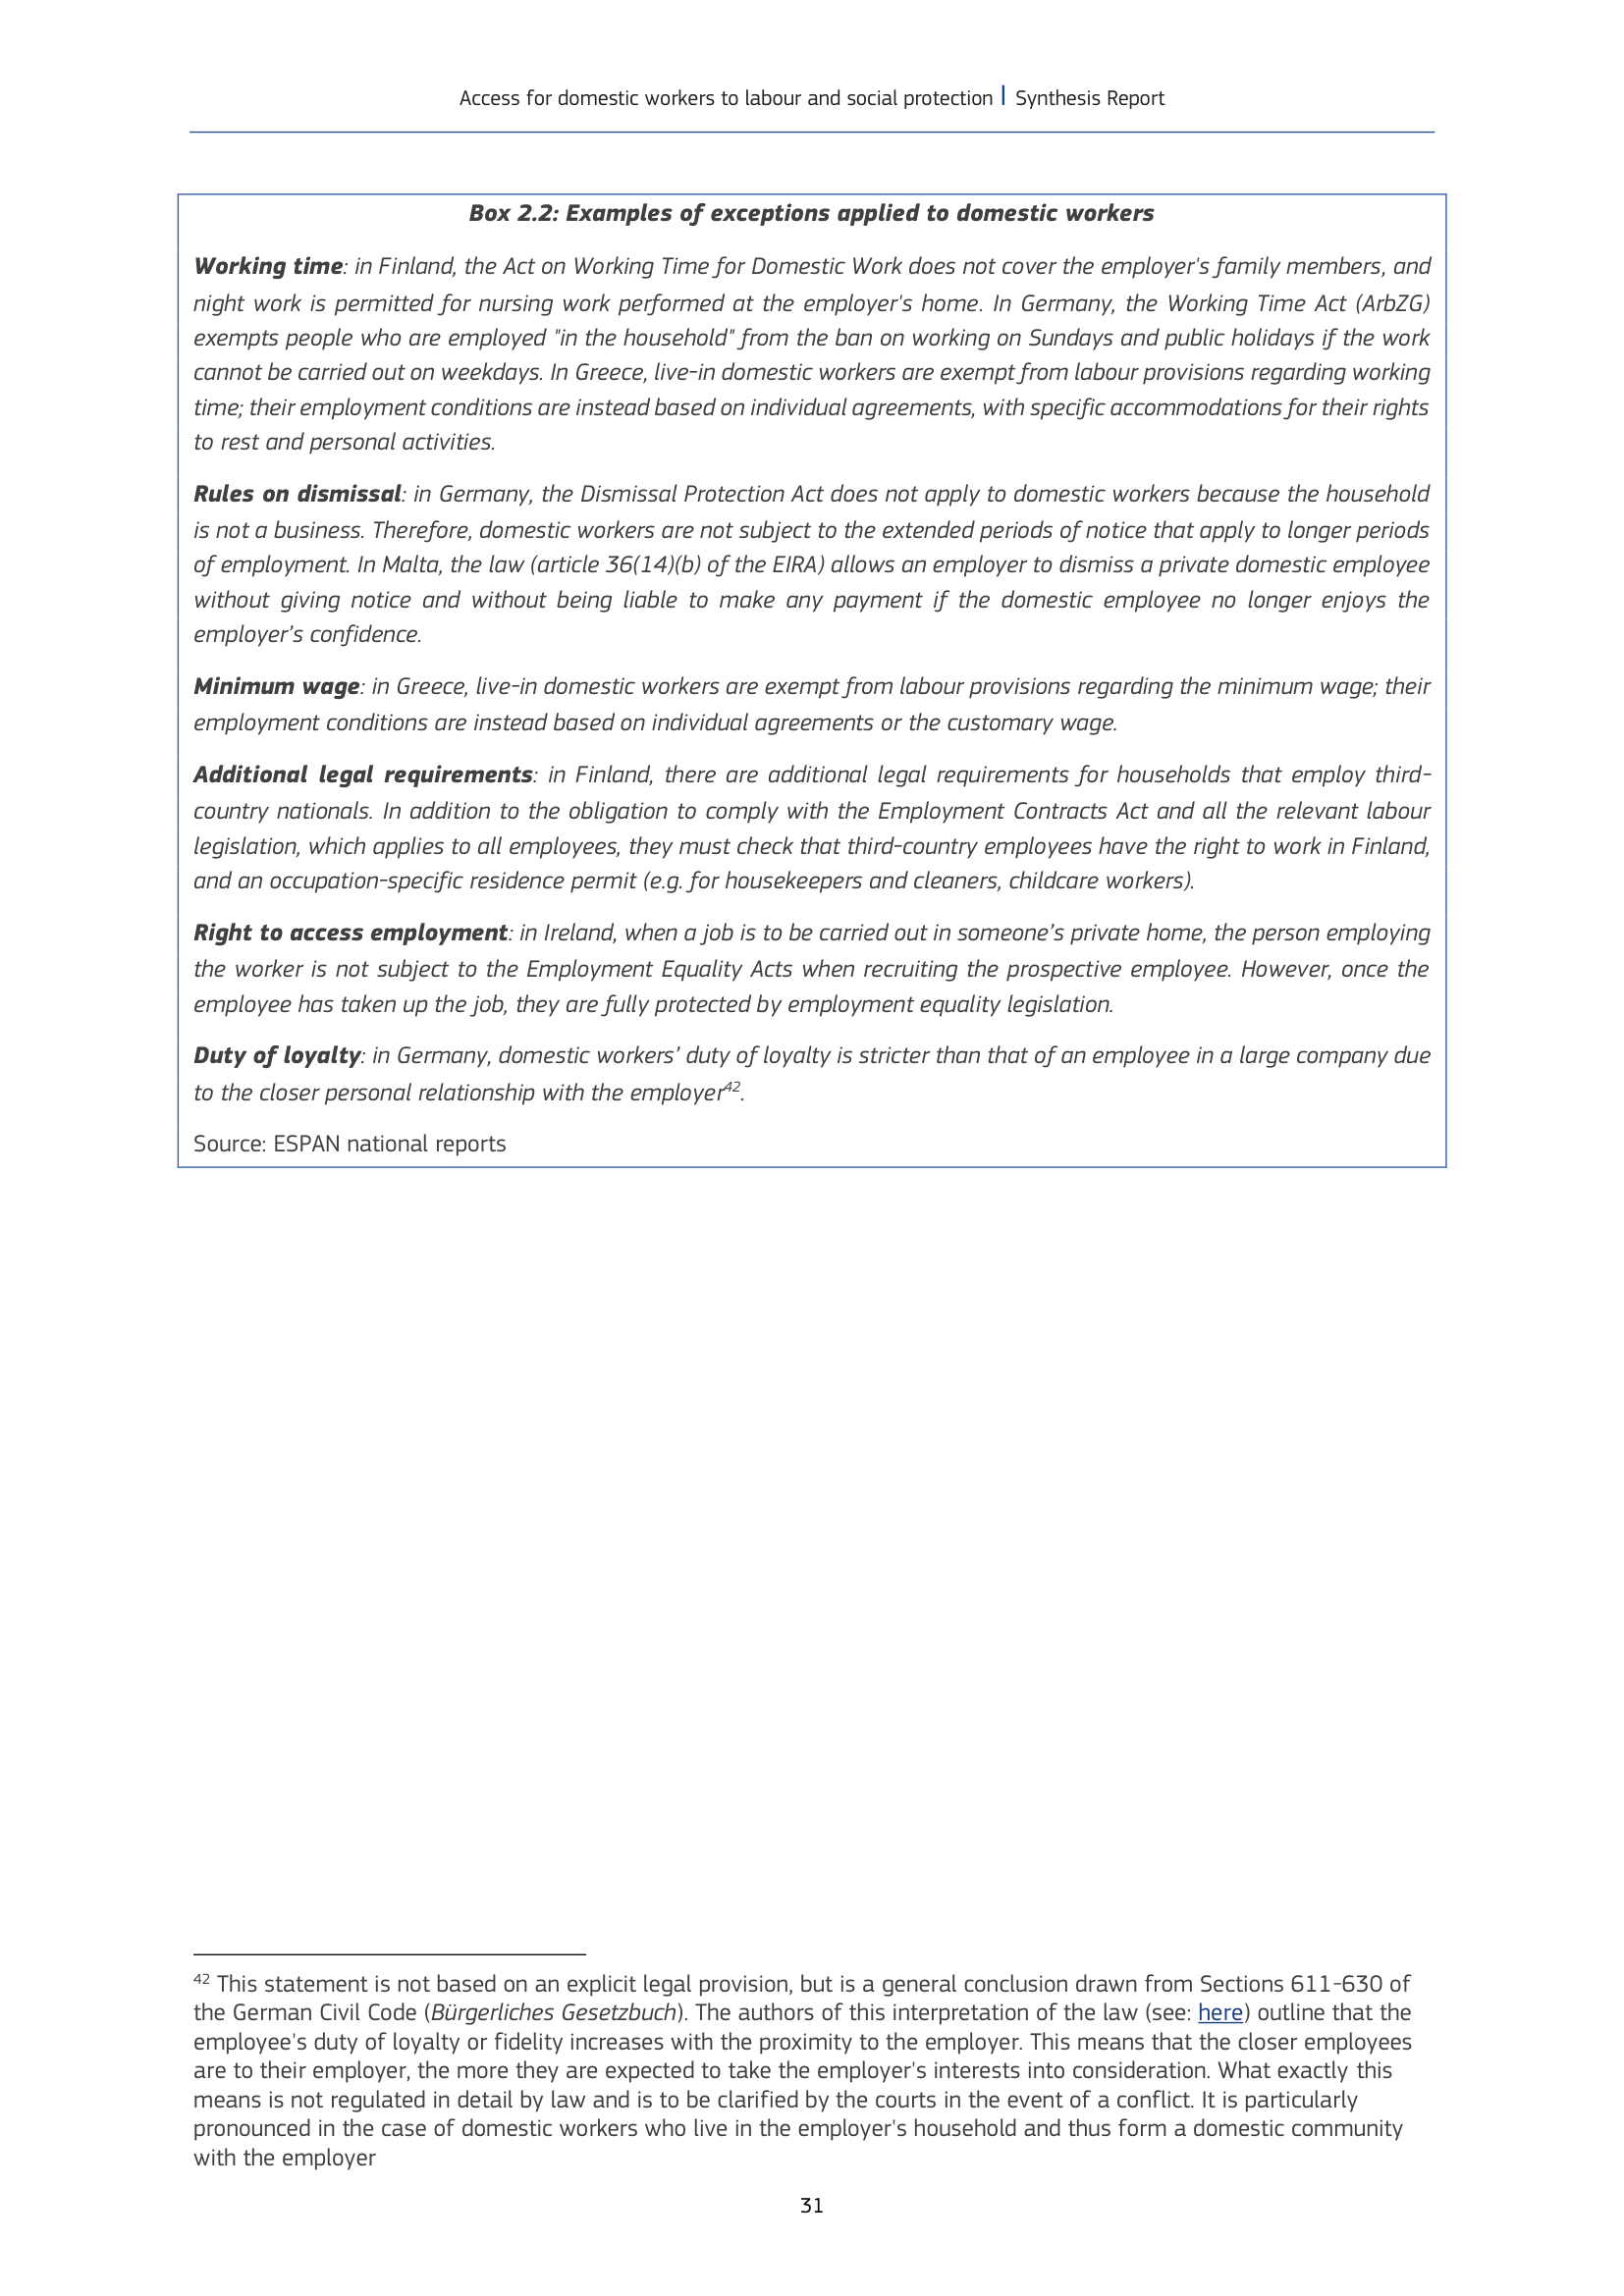 Access for domestic workers to labour and social protection | Synthesis Report
Box 2.2: Examples of exceptions applied to domestic workers
Working time: in Finland, the Act on Working Time for Domestic Work does not cover the employer's family members, and
night work is permitted for nursing work performed at the employer's home. In Germany, the Working Time Act (ArbZG)
exempts people who are employed "in the household" from the ban on working on Sundays and public holidays if the work
cannot be carried out on weekdays. In Greece, live-in domestic workers are exempt from labour provisions regarding working
time; their employment conditions are instead based on individual agreements, with specific accommodations for their rights
to rest and personal activities.
Rules on dismissal: in Germany, the Dismissal Protection Act does not apply to domestic workers because the household
is not a business. Therefore, domestic workers are not subject to the extended periods of notice that apply to longer periods
of employment. In Malta, the law (article 36(14)(b) of the EIRA) allows an employer to dismiss a private domestic employee
without giving notice and without being liable to make any payment if the domestic employee no longer enjoys the
employer’s confidence.
Minimum wage: in Greece, live-in domestic workers are exempt from labour provisions regarding the minimum wage; their
employment conditions are instead based on individual agreements or the customary wage.
Additional legal requirements: in Finland, there are additional legal requirements for households that employ third-
country nationals. In addition to the obligation to comply with the Employment Contracts Act and all the relevant labour
legislation, which applies to all employees, they must check that third-country employees have the right to work in Finland,
and an occupation-specific residence permit (e.g. for housekeepers and cleaners, childcare workers).
Right to access employment: in Ireland, when a job is to be carried out in someone’s private home, the person employing
the worker is not subject to the Employment Equality Acts when recruiting the prospective employee. However, once the
employee has taken up the job, they are fully protected by employment equality legislation.
Duty of loyalty: in Germany, domestic workers’ duty of loyalty is stricter than that of an employee in a large company due
to the closer personal relationship with the employer42.
Source: ESPAN national reports
42 This statement is not based on an explicit legal provision, but is a general conclusion drawn from Sections 611-630 of
the German Civil Code (Bürgerliches Gesetzbuch). The authors of this interpretation of the law (see: here) outline that the
employee's duty of loyalty or fidelity increases with the proximity to the employer. This means that the closer employees
are to their employer, the more they are expected to take the employer's interests into consideration. What exactly this
means is not regulated in detail by law and is to be clarified by the courts in the event of a conflict. It is particularly
pronounced in the case of domestic workers who live in the employer's household and thus form a domestic community
with the employer
31